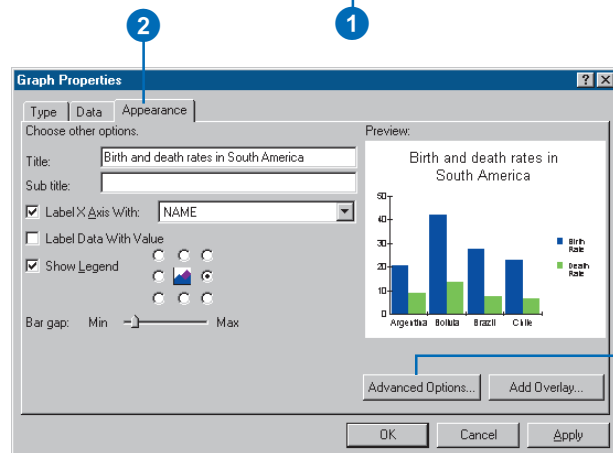 2
1
Graph Properties
Type Data Appearance
Choose other options.
Title: Birth and death rates in South America
Sub title:
Label X Axis With: NAME
Label Data With Value
Show Legend
Bar gap: Min Max
Preview:
Birth and death rates in
South America
50
40
30
20
10
0
Argentina Bolivia Brazil Chile
Birth
Rate
Death
Rate
Advanced Options... Add Overlay...
OK Cancel Apply